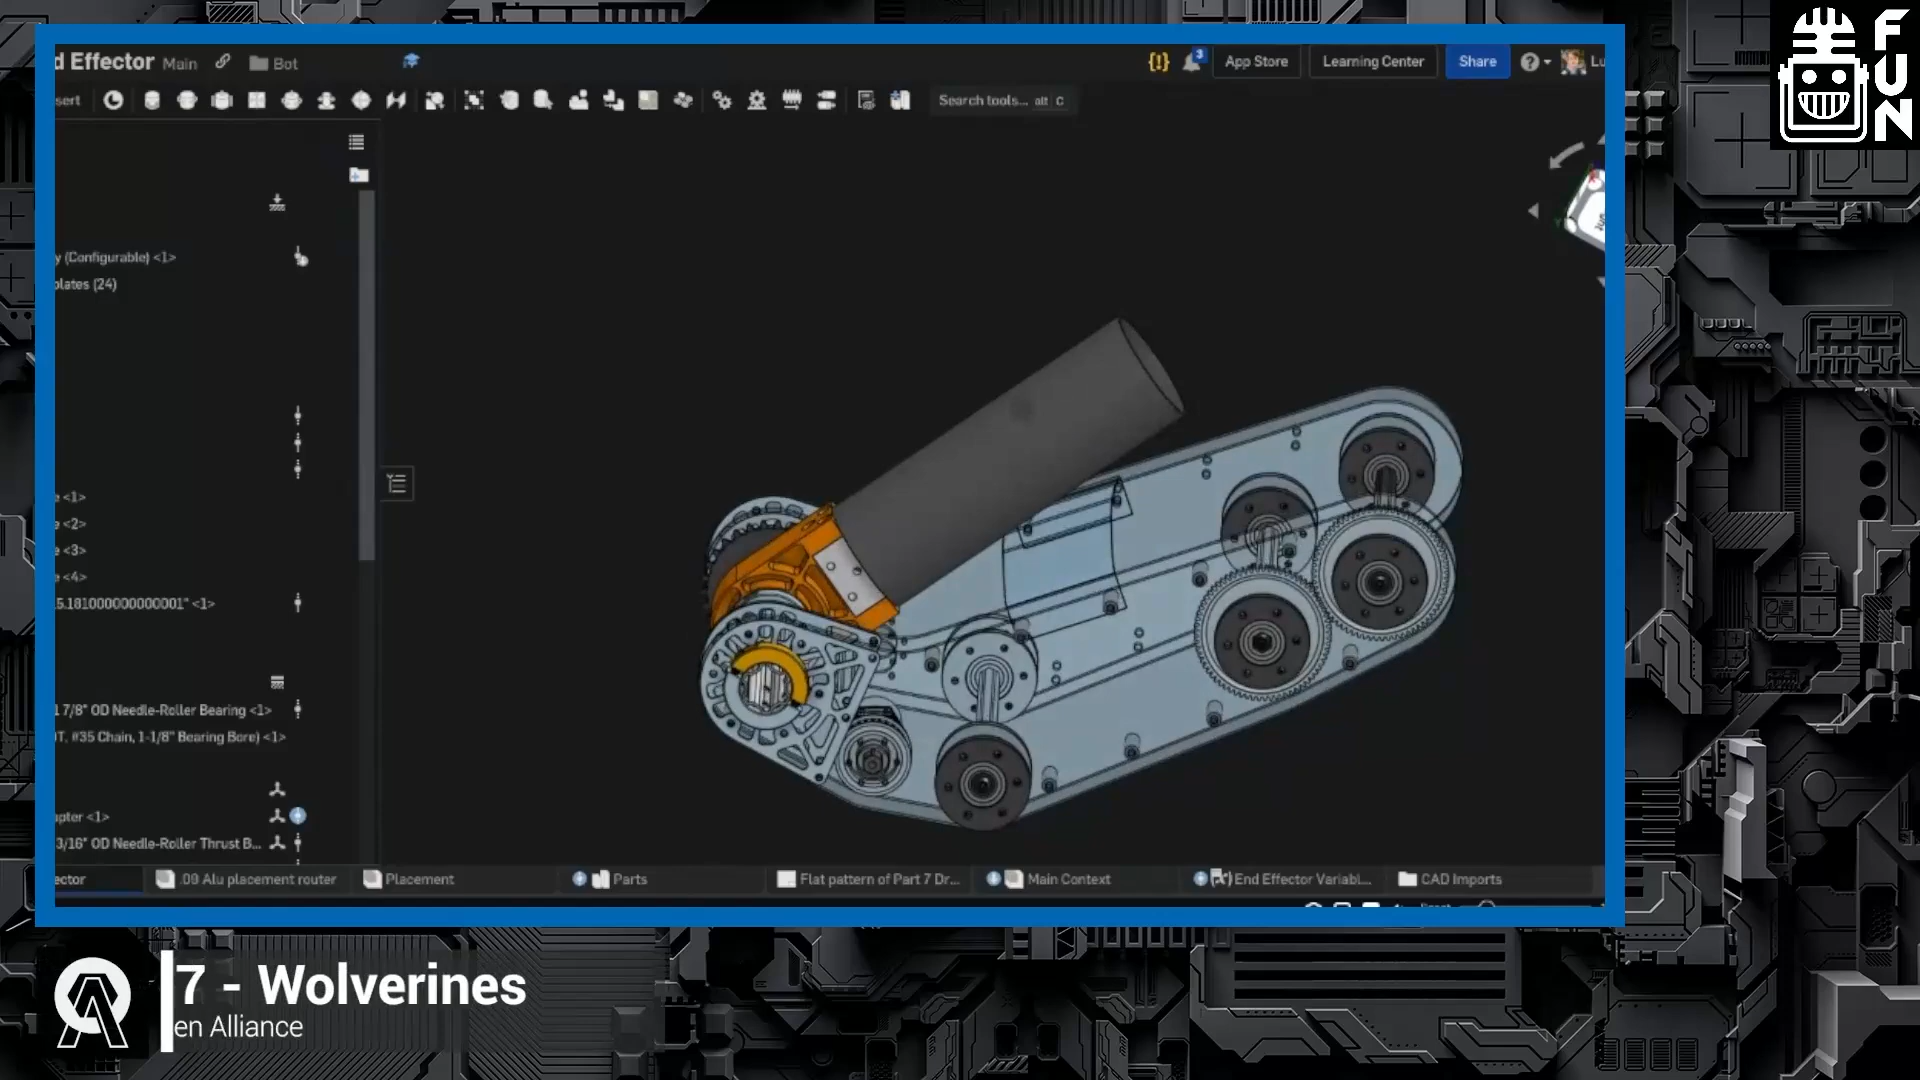 d Effector Main Bot
3 App Store Learning Center Share Lu
sert Search tools... alt C
y (Configurable) <1>
plates (24)
e <1>
e <2>
e <3>
e <4>
5.181000000000001" <1>
1 7/8" OD Needle-Roller Bearing <1>
T, #35 Chain, 1-1/8" Bearing Bore) <1>
pter <1>
3/16" OD Needle-Roller Thrust B...
ector .09 Alu placement router Placement Parts Flat pattern of Part 7 Dr... Main Context End Effector Variabl... CAD Imports
7 - Wolverines
en Alliance
FUN